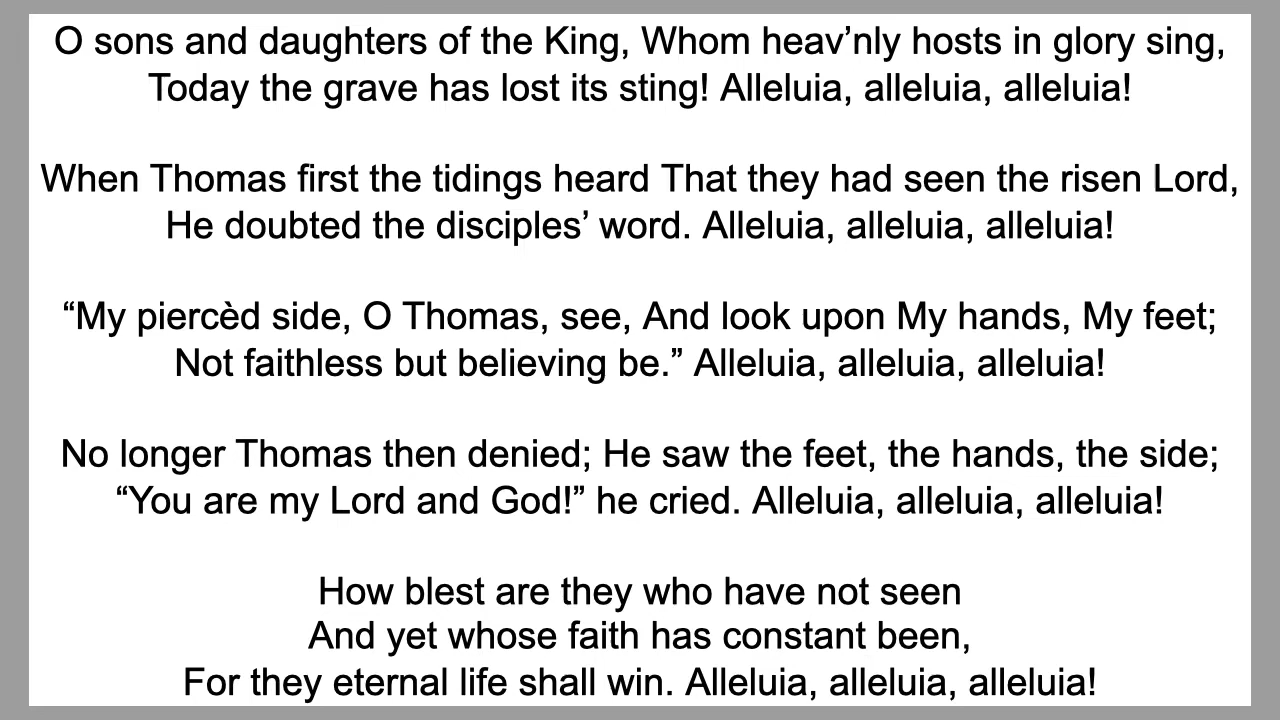 O sons and daughters of the King, Whom heav’nly hosts in glory sing,
Today the grave has lost its sting! Alleluia, alleluia, alleluia!
When Thomas first the tidings heard That they had seen the risen Lord,
He doubted the disciples’ word. Alleluia, alleluia, alleluia!
“My piercèd side, O Thomas, see, And look upon My hands, My feet;
Not faithless but believing be.” Alleluia, alleluia, alleluia!
No longer Thomas then denied; He saw the feet, the hands, the side;
“You are my Lord and God!” he cried. Alleluia, alleluia, alleluia!
How blest are they who have not seen
And yet whose faith has constant been,
For they eternal life shall win. Alleluia, alleluia, alleluia!